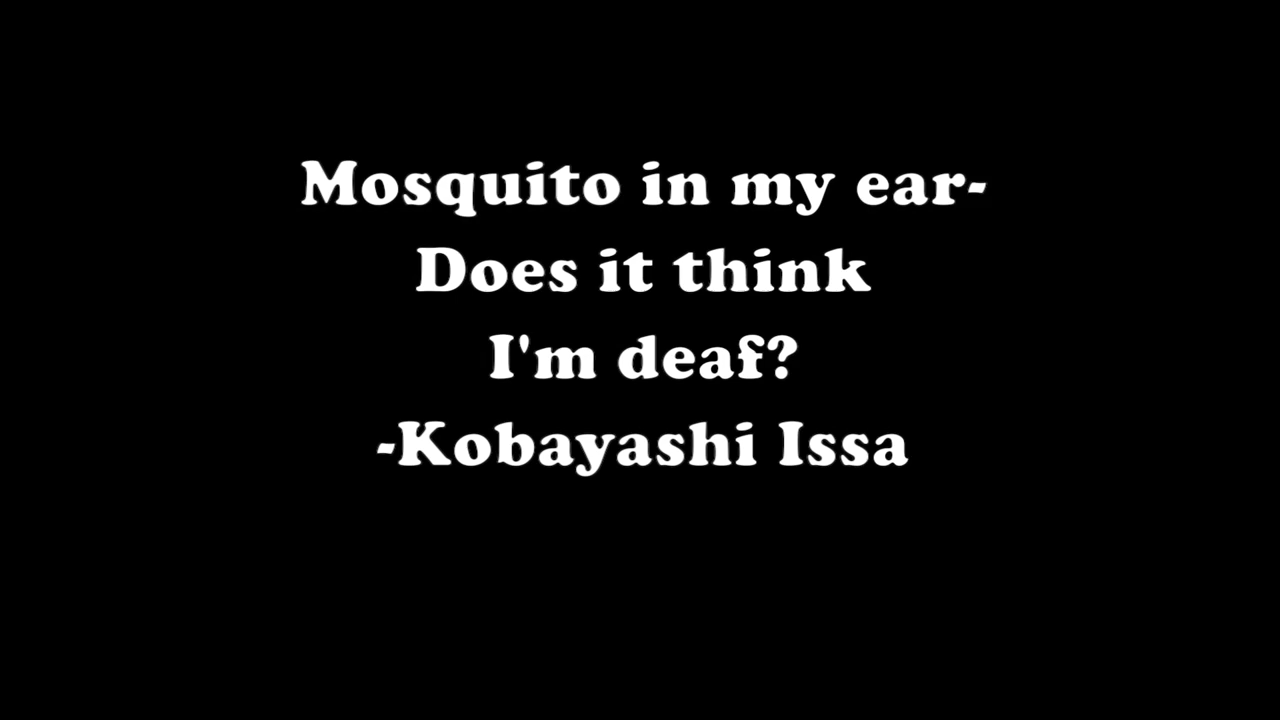 Mosquito in my ear-
Does it think
I'm deaf?
-Kobayashi Issa